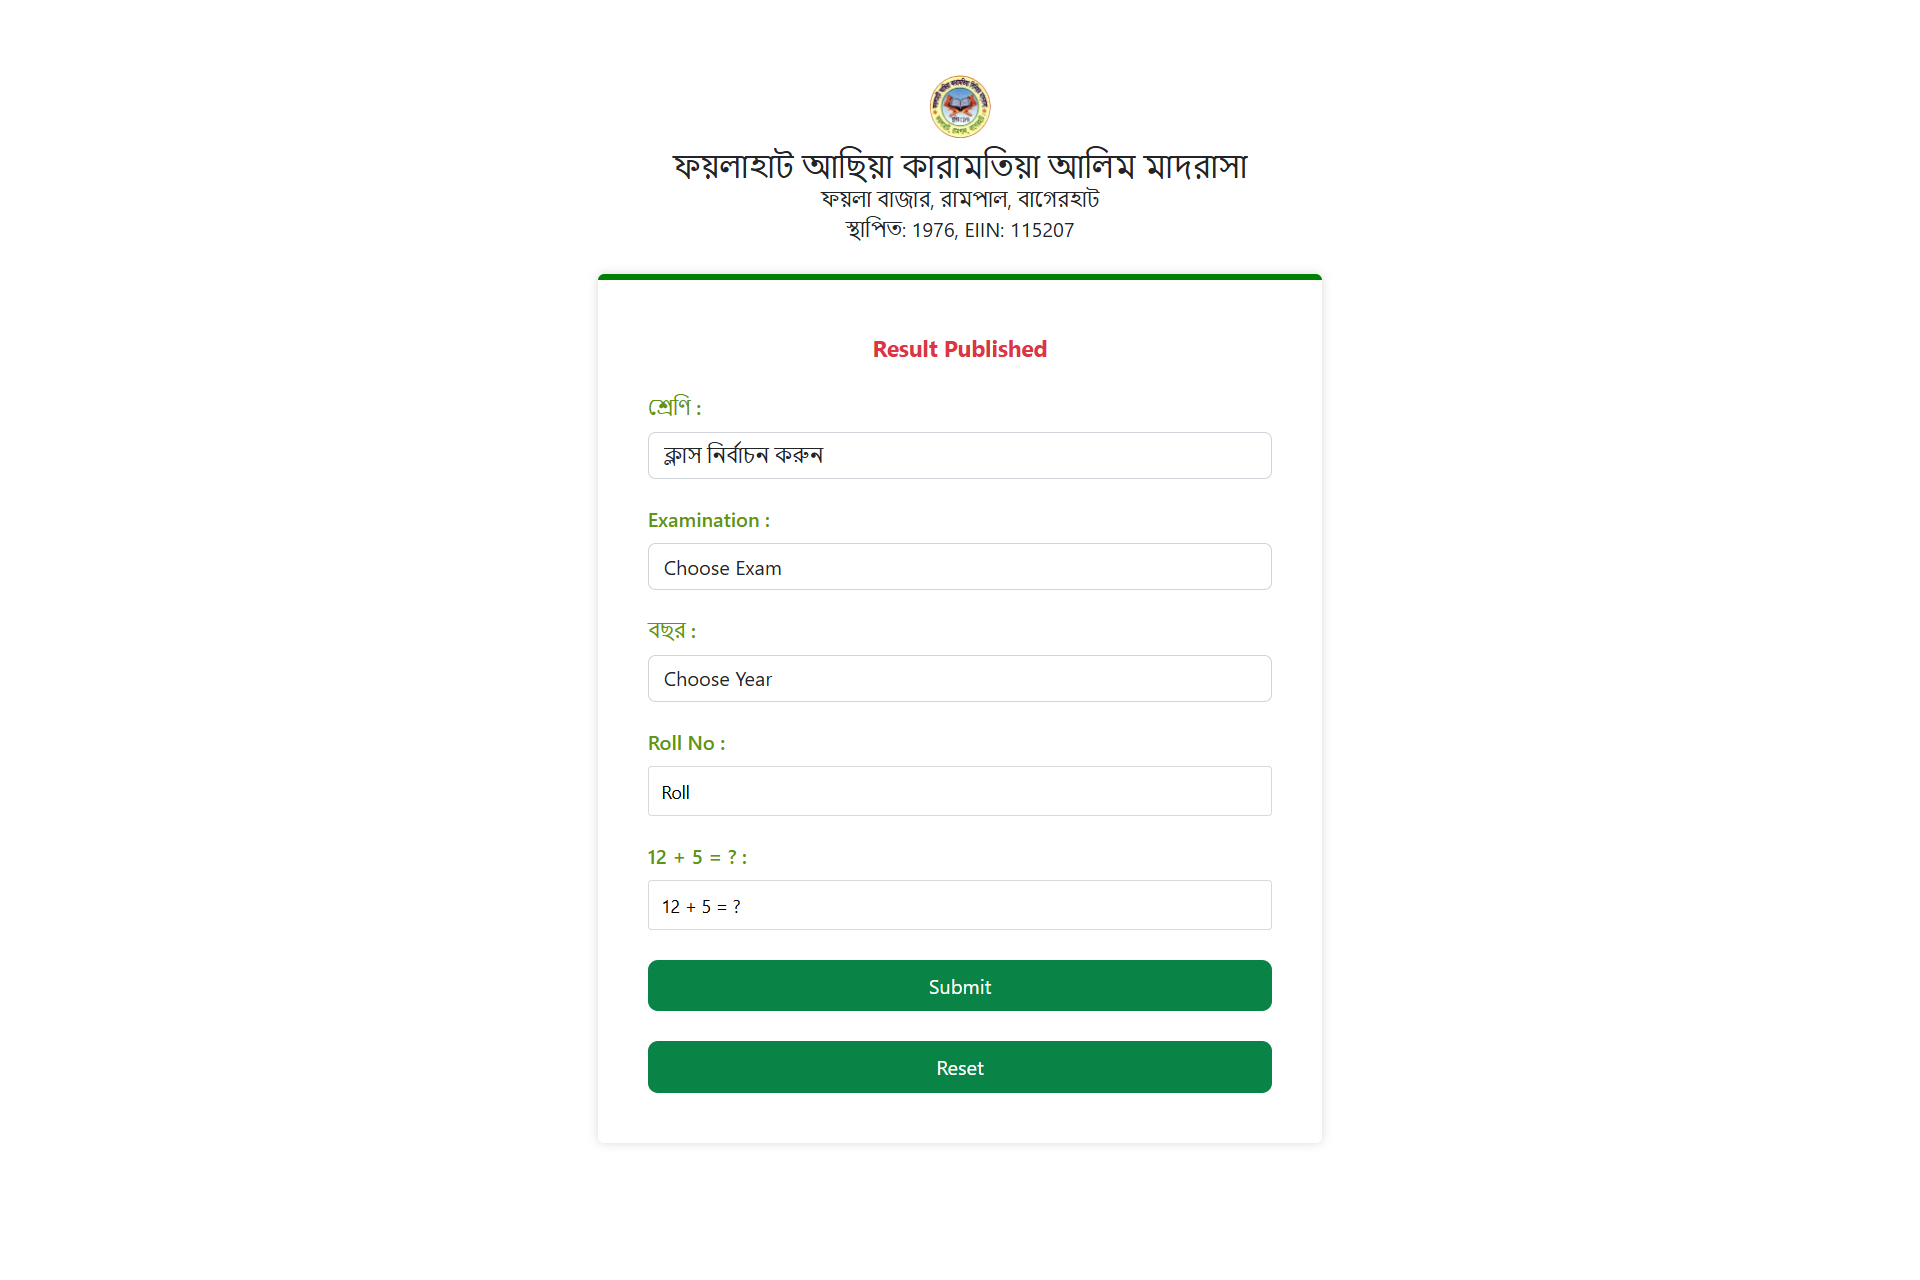 ফয়লাহাট আছিয়া কারামতিয়া আলিম মাদরাসা
ফয়লা বাজার, রামপাল, বাগেরহাট
স্থাপিত: 1976, EIIN: 115207
Result Published
শ্রেণি :
ক্লাস নির্বাচন করুন
Examination :
Choose Exam
বছর :
Choose Year
Roll No :
Roll
12 + 5 = ? :
12 + 5 = ?
Submit
Reset